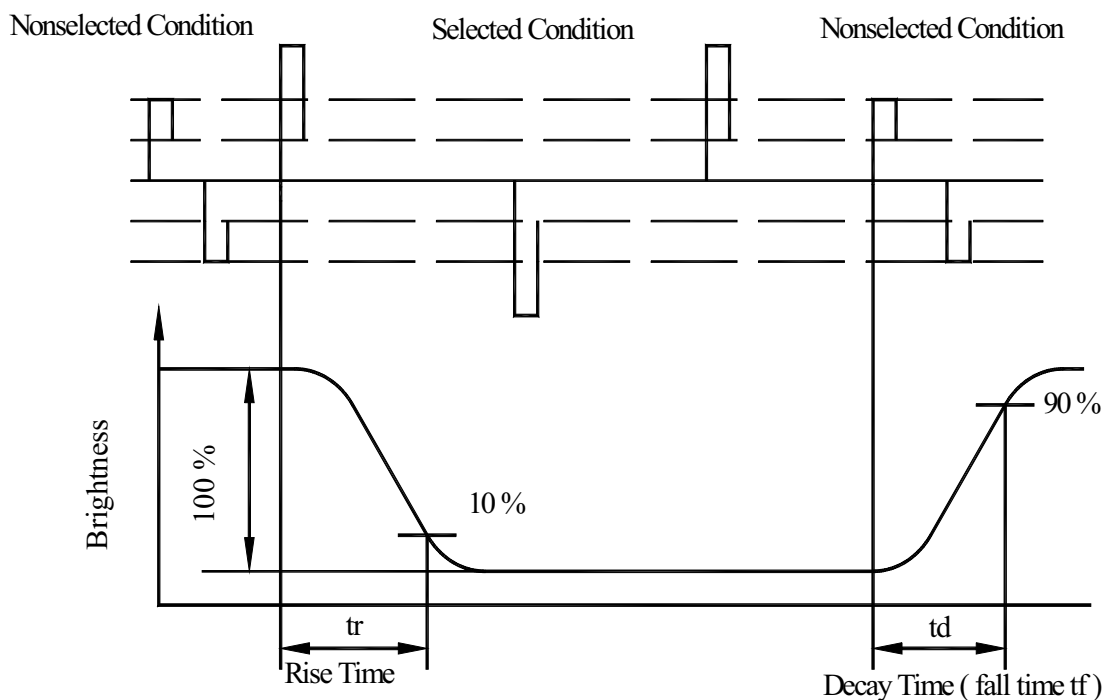 Nonselected Condition
Selected Condition
Nonselected Condition
Brightness
100 %
10 %
90 %
tr
Rise Time
td
Decay Time ( fall time tf )